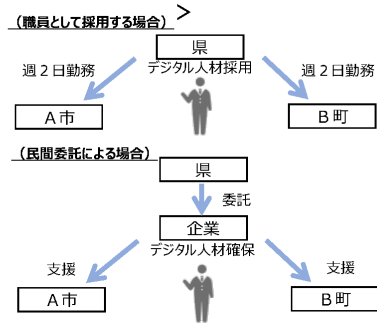 ＞
（職員として採用する場合）
県
デジタル人材採用
週２日勤務
週２日勤務
Ａ市
Ｂ町
（民間委託による場合）
県
委託
企業
デジタル人材確保
支援
支援
Ａ市
Ｂ町